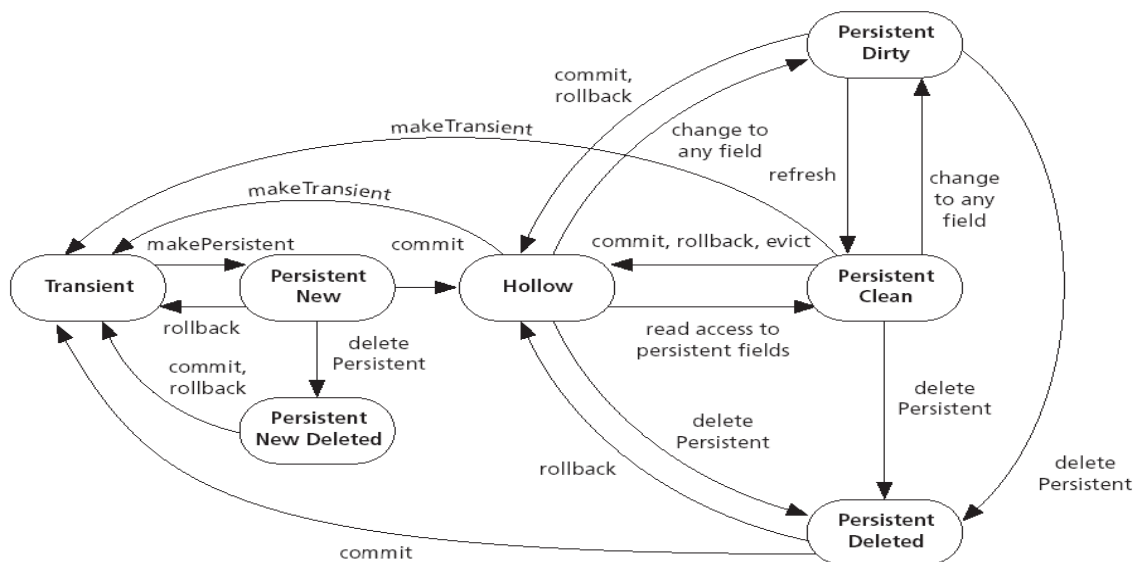 Persistent
Dirty
commit,
rollback
makeTransient
change to
any field
refresh
change
to any
field
makeTransient
makePersistent
commit
commit, rollback, evict
Transient
Persistent
New
Hollow
Persistent
Clean
rollback
read access to
persistent fields
delete
Persistent
commit,
rollback
Persistent
New Deleted
delete
Persistent
delete
Persistent
rollback
delete
Persistent
Persistent
Deleted
commit